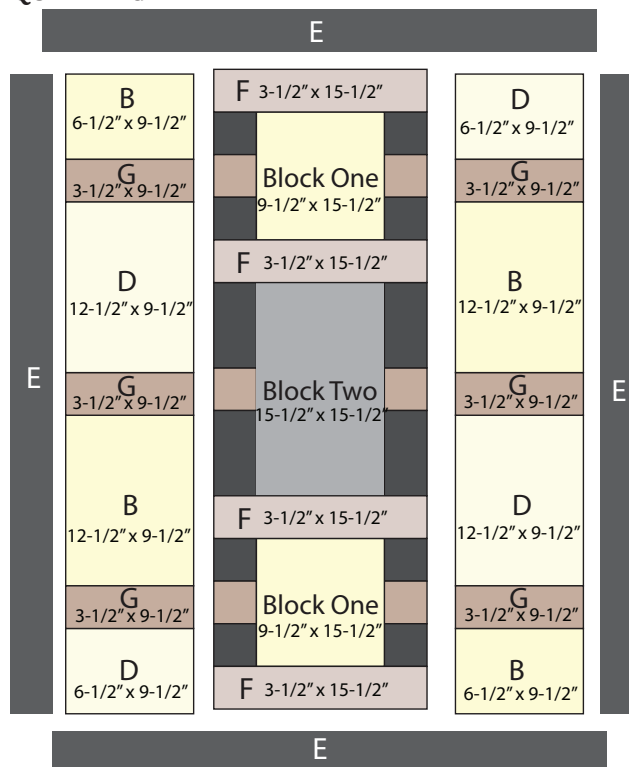 E
E
B
6-1/2” x 9-1/2”
G
3-1/2” x 9-1/2”
D
12-1/2” x 9-1/2”
G
3-1/2” x 9-1/2”
B
12-1/2” x 9-1/2”
G
3-1/2” x 9-1/2”
D
6-1/2” x 9-1/2”
F 3-1/2” x 15-1/2”
Block One
9-1/2” x 15-1/2”
F 3-1/2” x 15-1/2”
Block Two
15-1/2” x 15-1/2”
F 3-1/2” x 15-1/2”
Block One
9-1/2” x 15-1/2”
F 3-1/2” x 15-1/2”
D
6-1/2” x 9-1/2”
G
3-1/2” x 9-1/2”
B
12-1/2” x 9-1/2”
G
3-1/2” x 9-1/2”
D
12-1/2” x 9-1/2”
G
3-1/2” x 9-1/2”
B
6-1/2” x 9-1/2”
E
E